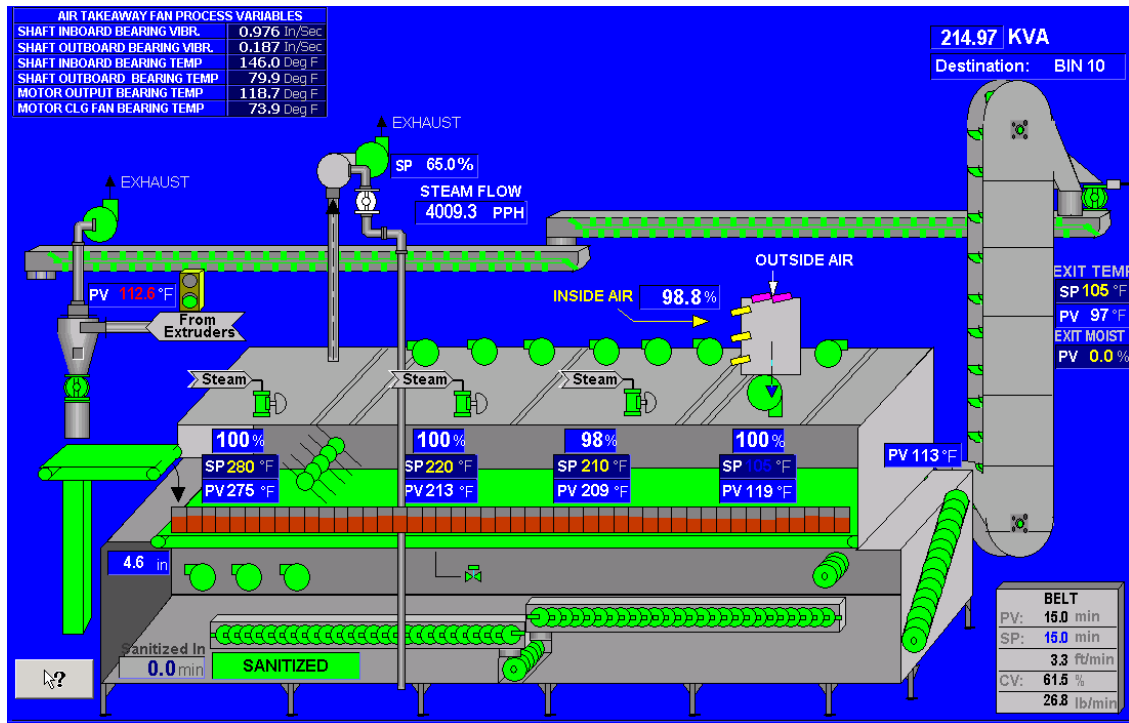 AIR TAKEAWAY FAN PROCESS VARIABLES
SHAFT INBOARD BEARING VIBR. 0.976 In/Sec
SHAFT OUTBOARD BEARING VIBR. 0.187 In/Sec
SHAFT INBOARD BEARING TEMP 146.0 Deg F
SHAFT OUTBOARD BEARING TEMP 79.9 Deg F
MOTOR OUTPUT BEARING TEMP 118.7 Deg F
MOTOR CLG FAN BEARING TEMP 73.9 Deg F
214.97 KVA
Destination: BIN 10
EXHAUST
SP 65.0%
EXHAUST
STEAM FLOW
4009.3 PPH
OUTSIDE AIR
INSIDE AIR 98.8%
EXIT TEMP
SP 105 °F
PV 97 °F
EXIT MOIST
PV 0.0 %
PV 112.6 °F
From
Extruders
Steam
Steam
Steam
100% 100% 98% 100%
SP 280 °F SP 220 °F SP 210 °F SP 105 °F
PV 275 °F PV 213 °F PV 209 °F PV 119 °F
PV 113 °F
4.6 in
BELT
PV: 15.0 min
SP: 15.0 min
3.3 ft/min
CV: 61.5 %
26.8 lb/min
Sanitized In
0.0 min
SANITIZED
?